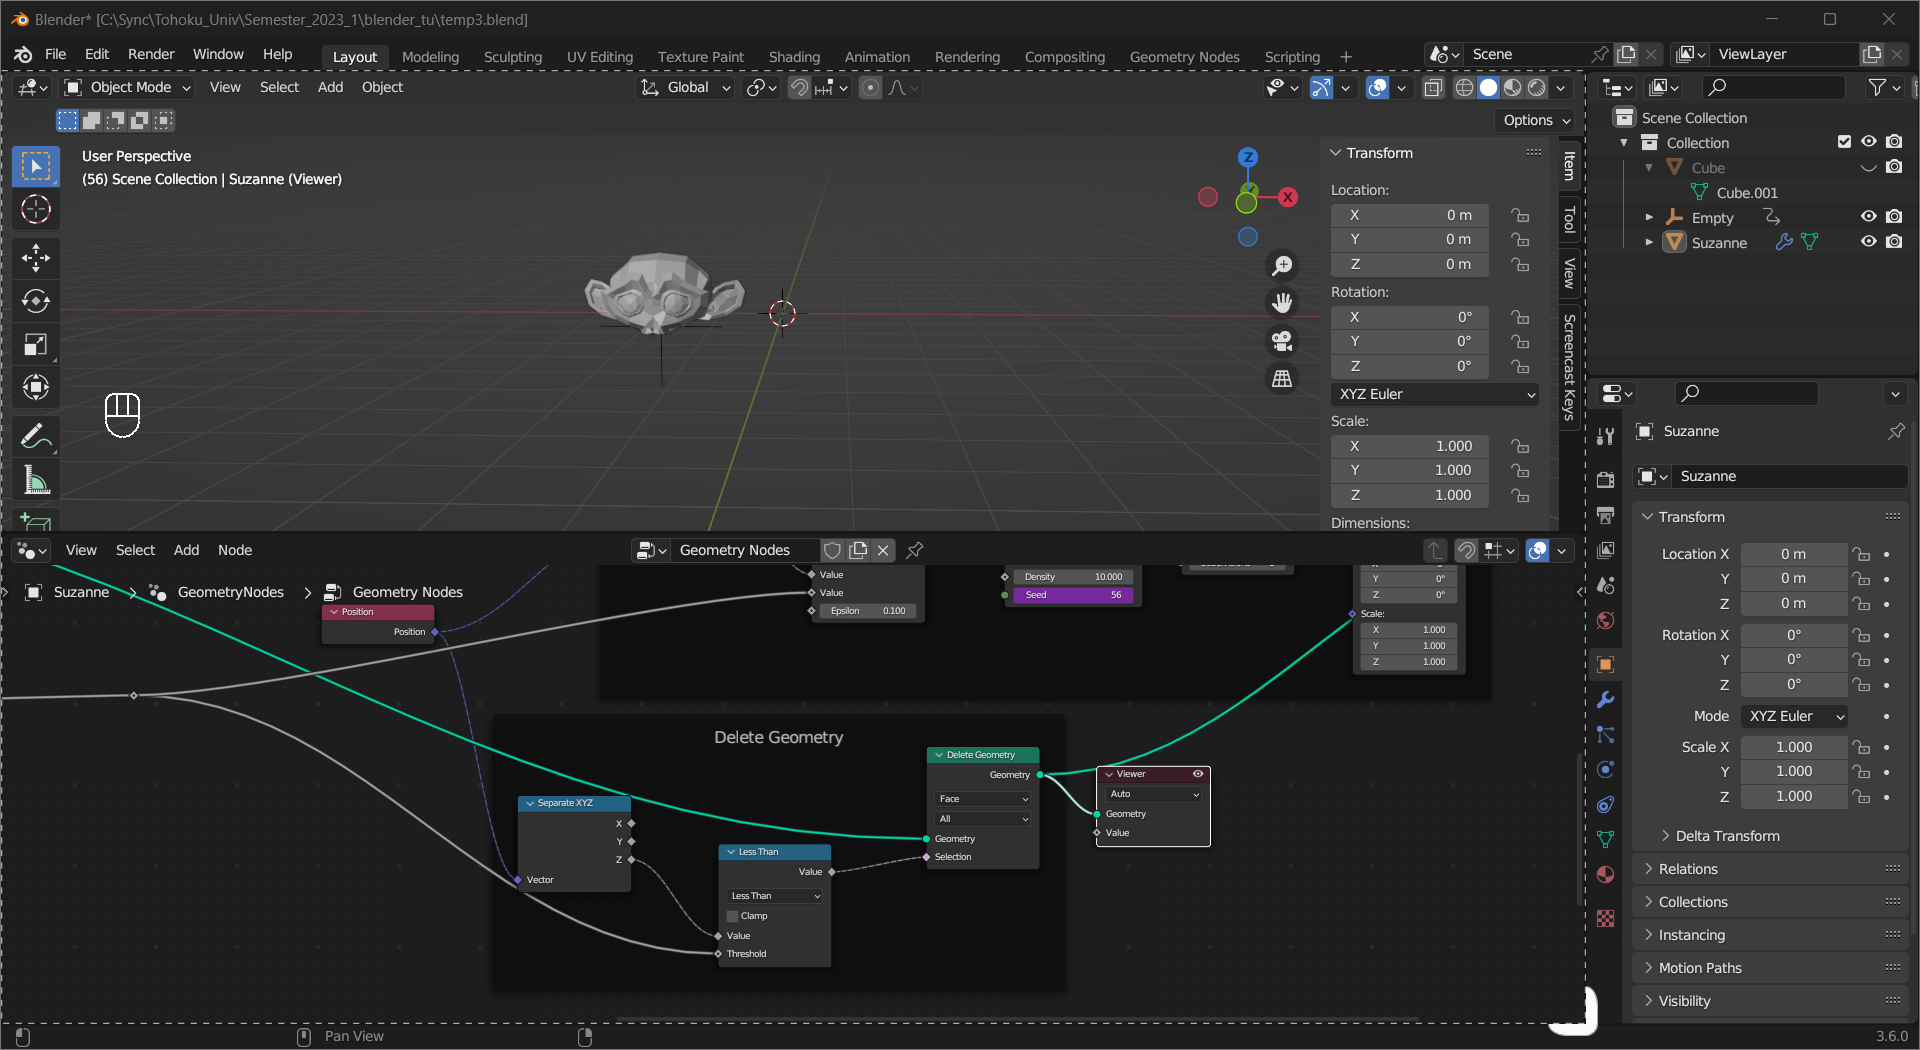 Blender* [C:\Sync\Tohoku_Univ\Semester_2023_1\blender_tu\temp3.blend]
File Edit Render Window Help Layout Modeling Sculpting UV Editing Texture Paint Shading Animation Rendering Compositing Geometry Nodes Scripting + Scene ViewLayer
Object Mode View Select Add Object Global
Options
User Perspective
(56) Scene Collection | Suzanne (Viewer)
Z
X
Transform
Location:
X 0 m
Y 0 m
Z 0 m
Rotation:
X 0°
Y 0°
Z 0°
XYZ Euler
Scale:
X 1.000
Y 1.000
Z 1.000
Dimensions:
Item
Tool
View
Screencast Keys
Scene Collection
Collection
Cube
Cube.001
Empty
Suzanne
Suzanne
Suzanne
Transform
Location X 0 m
Y 0 m
Z 0 m
Rotation X 0°
Y 0°
Z 0°
Mode XYZ Euler
Scale X 1.000
Y 1.000
Z 1.000
Delta Transform
Relations
Collections
Instancing
Motion Paths
Visibility
View Select Add Node Geometry Nodes
Suzanne GeometryNodes Geometry Nodes
Position
Position
Value
Value
Epsilon 0.100
Density 10.000
Seed 56
Y 0°
Z 0°
Scale:
X 1.000
Y 1.000
Z 1.000
Delete Geometry
Separate XYZ
X
Y
Z
Vector
Less Than
Value
Less Than
Clamp
Value
Threshold
Delete Geometry
Geometry
Face
All
Geometry
Selection
Viewer
Auto
Geometry
Value
Pan View
3.6.0